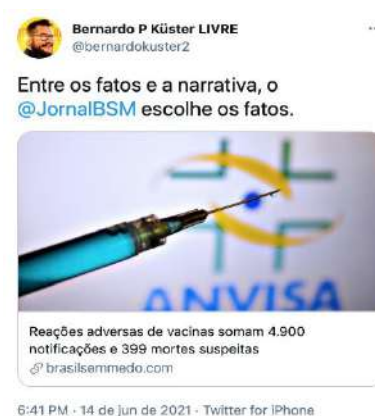 Bernardo P Küster LIVRE
@bernardokuster2
Entre os fatos e a narrativa, o
@JornalBSM escolhe os fatos.
ANVISA
Reações adversas de vacinas somam 4.900
notificações e 399 mortes suspeitas
brasilsemmedo.com
6:41 PM · 14 de jun de 2021 · Twitter for iPhone